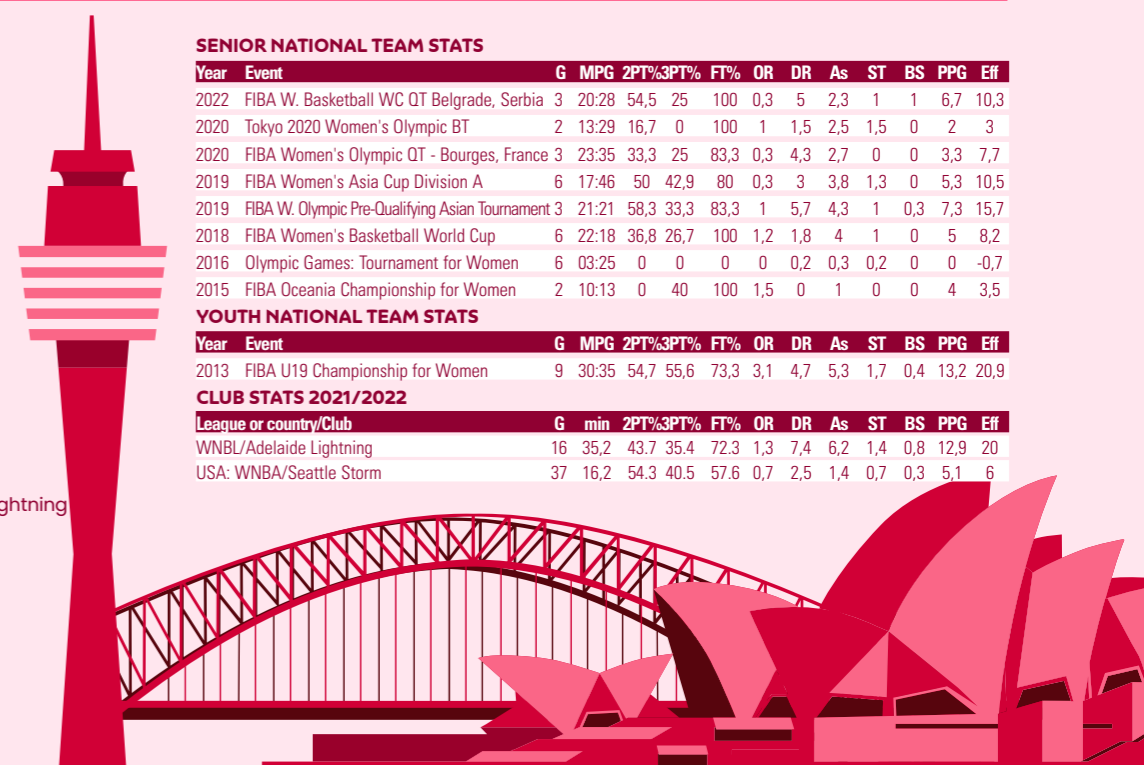 SENIOR NATIONAL TEAM STATS
Year Event G MPG 2PT% 3PT% FT% OR DR As ST BS PPG Eff
2022 FIBA W. Basketball WC QT Belgrade, Serbia 3 20:28 54,5 25 100 0,3 5 2,3 1 1 6,7 10,3
2020 Tokyo 2020 Women's Olympic BT 2 13:29 16,7 0 100 1 1,5 2,5 1,5 0 2 3
2020 FIBA Women's Olympic QT - Bourges, France 3 23:35 33,3 25 83,3 0,3 4,3 2,7 0 0 3,3 7,7
2019 FIBA Women's Asia Cup Division A 6 17:46 50 42,9 80 0,3 3 3,8 1,3 0 5,3 10,5
2019 FIBA W. Olympic Pre-Qualifying Asian Tournament 3 21:21 58,3 33,3 83,3 1 5,7 4,3 1 0,3 7,3 15,7
2018 FIBA Women's Basketball World Cup 6 22:18 36,8 26,7 100 1,2 1,8 4 1 0 5 8,2
2016 Olympic Games: Tournament for Women 6 03:25 0 0 0 0 0,2 0,3 0,2 0 0 -0,7
2015 FIBA Oceania Championship for Women 2 10:13 0 40 100 1,5 0 1 0 0 4 3,5
YOUTH NATIONAL TEAM STATS
Year Event G MPG 2PT% 3PT% FT% OR DR As ST BS PPG Eff
2013 FIBA U19 Championship for Women 9 30:35 54,7 55,6 73,3 3,1 4,7 5,3 1,7 0,4 13,2 20,9
CLUB STATS 2021/2022
League or country/Club G min 2PT% 3PT% FT% OR DR As ST BS PPG Eff
WNBL/Adelaide Lightning 16 35,2 43.7 35.4 72.3 1,3 7,4 6,2 1,4 0,8 12,9 20
USA: WNBA/Seattle Storm 37 16,2 54.3 40.5 57.6 0,7 2,5 1,4 0,7 0,3 5,1 6
ghtning